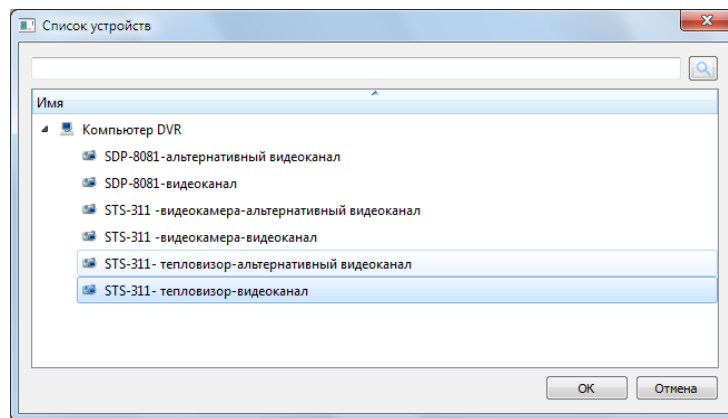 Список устройств
Имя
Компьютер DVR
SDP-8081-альтернативный видеоканал
SDP-8081-видеоканал
STS-311 -видеокамера-альтернативный видеоканал
STS-311 -видеокамера-видеоканал
STS-311- тепловизор-альтернативный видеоканал
STS-311- тепловизор-видеоканал
OK Отмена